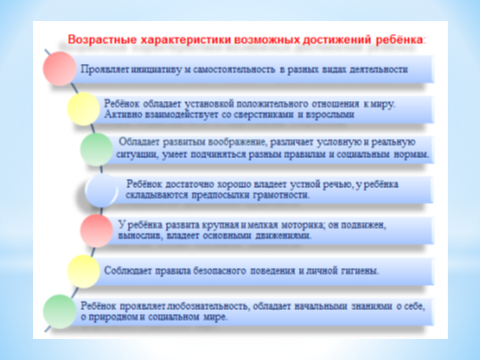 Возрастные характеристики возможных достижений ребёнка:
Проявляет инициативу и самостоятельность в разных видах деятельности
Ребёнок обладает установкой положительного отношения к миру.
Активно взаимодействует со сверстниками и взрослыми
Обладает развитым воображение, различает условную и реальную
ситуации, умеет подчиняться разным правилам и социальным нормам.
Ребёнок достаточно хорошо владеет устной речью, у ребёнка
складываются предпосылки грамотности.
У ребёнка развита крупная и мелкая моторика; он подвижен,
вынослив, владеет основными движениями.
Соблюдает правила безопасного поведения и личной гигиены.
Ребёнок проявляет любознательность, обладает начальными знаниями о себе,
о природном и социальном мире.